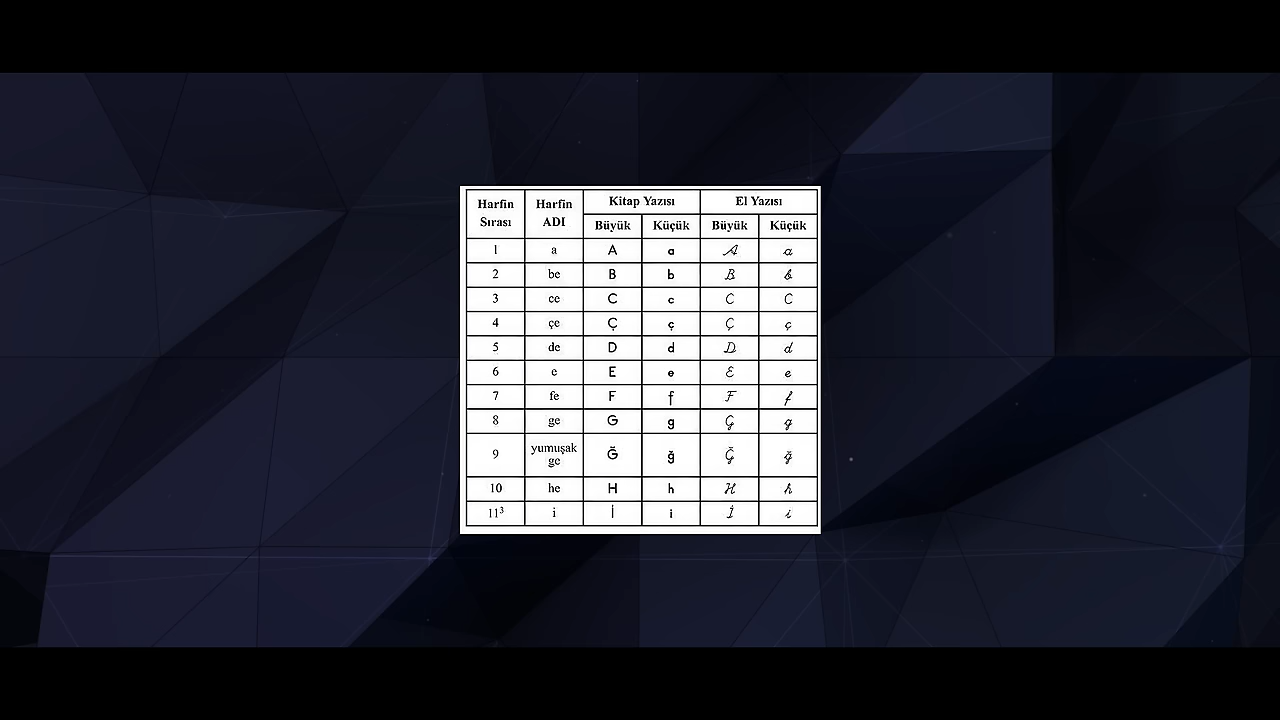 Harfin Sırası Harfin ADI Kitap Yazısı El Yazısı
Büyük Küçük Büyük Küçük
1 a A a A a
2 be B b B b
3 ce C c C C
4 çe Ç ç Ç ç
5 de D d D d
6 e E e E e
7 fe F f F f
8 ge G g G g
9 yumuşak ge Ğ ğ Ğ ğ
10 he H h H h
11³ i İ i İ i